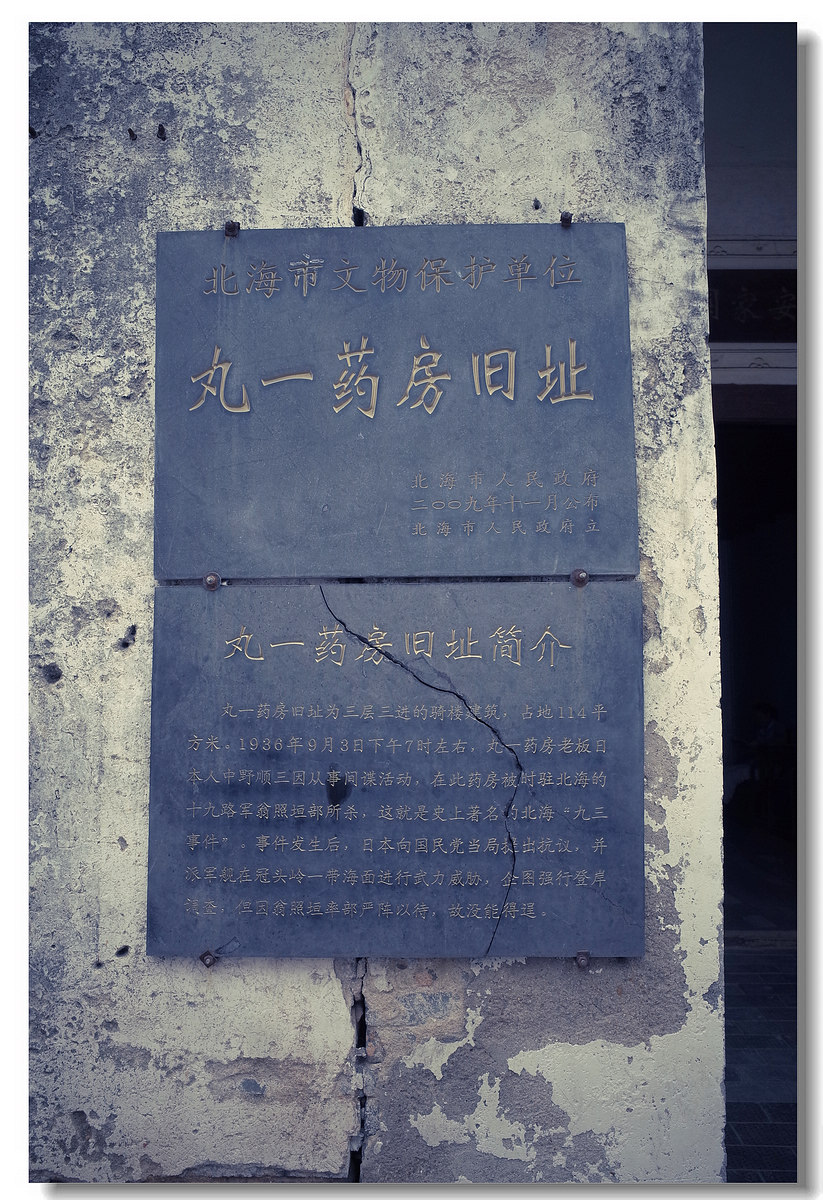 北海市文物保护单位
丸一药房旧址
北海市人民政府
二〇〇九年十一月公布
北海市人民政府立
丸一药房旧址简介
丸一药房旧址为三层三进的骑楼建筑，占地114平
方米。1936年9月3日下午7时左右，丸一药房老板日
本人中野顺三因从事间谍活动，在此药房被时驻北海的
十九路军翁照垣部所杀，这就是史上著名的北海“九三
事件”。事件发生后，日本向国民党当局提出抗议，并
派军舰在冠头岭一带海面进行武力威胁，企图强行登岸
调查，但因翁照垣率部严阵以待，故没能得逞。